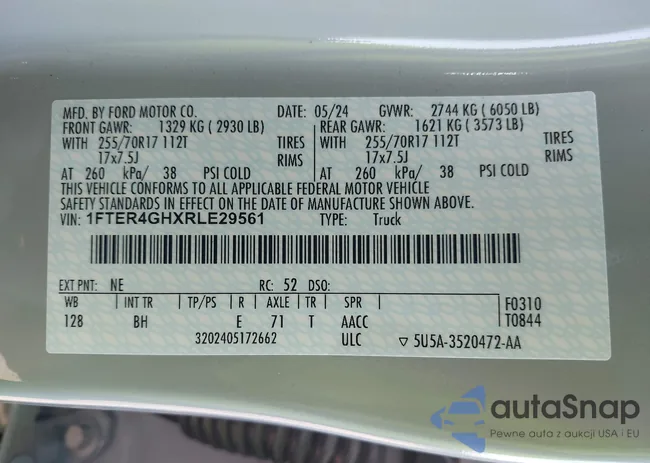 MFD. BY FORD MOTOR CO. DATE: 05/24 GVWR: 2744 KG ( 6050 LB)
FRONT GAWR: 1329 KG ( 2930 LB) REAR GAWR: 1621 KG ( 3573 LB)
WITH 255/70R17 112T TIRES WITH 255/70R17 112T TIRES
17x7.5J RIMS 17x7.5J RIMS
AT 260 kPa/ 38 PSI COLD AT 260 kPa/ 38 PSI COLD
THIS VEHICLE CONFORMS TO ALL APPLICABLE FEDERAL MOTOR VEHICLE
SAFETY STANDARDS IN EFFECT ON THE DATE OF MANUFACTURE SHOWN ABOVE.
VIN: 1FTER4GHXRLE29561 TYPE: Truck
EXT PNT: NE RC: 52 DSO:
WB INT TR TP/PS R AXLE TR SPR F0310
128 BH E 71 T AACC T0844
3202405172662 ULC ▽ 5U5A-3520472-AA
autaSnap
Pewne auta z aukcji USA i EU